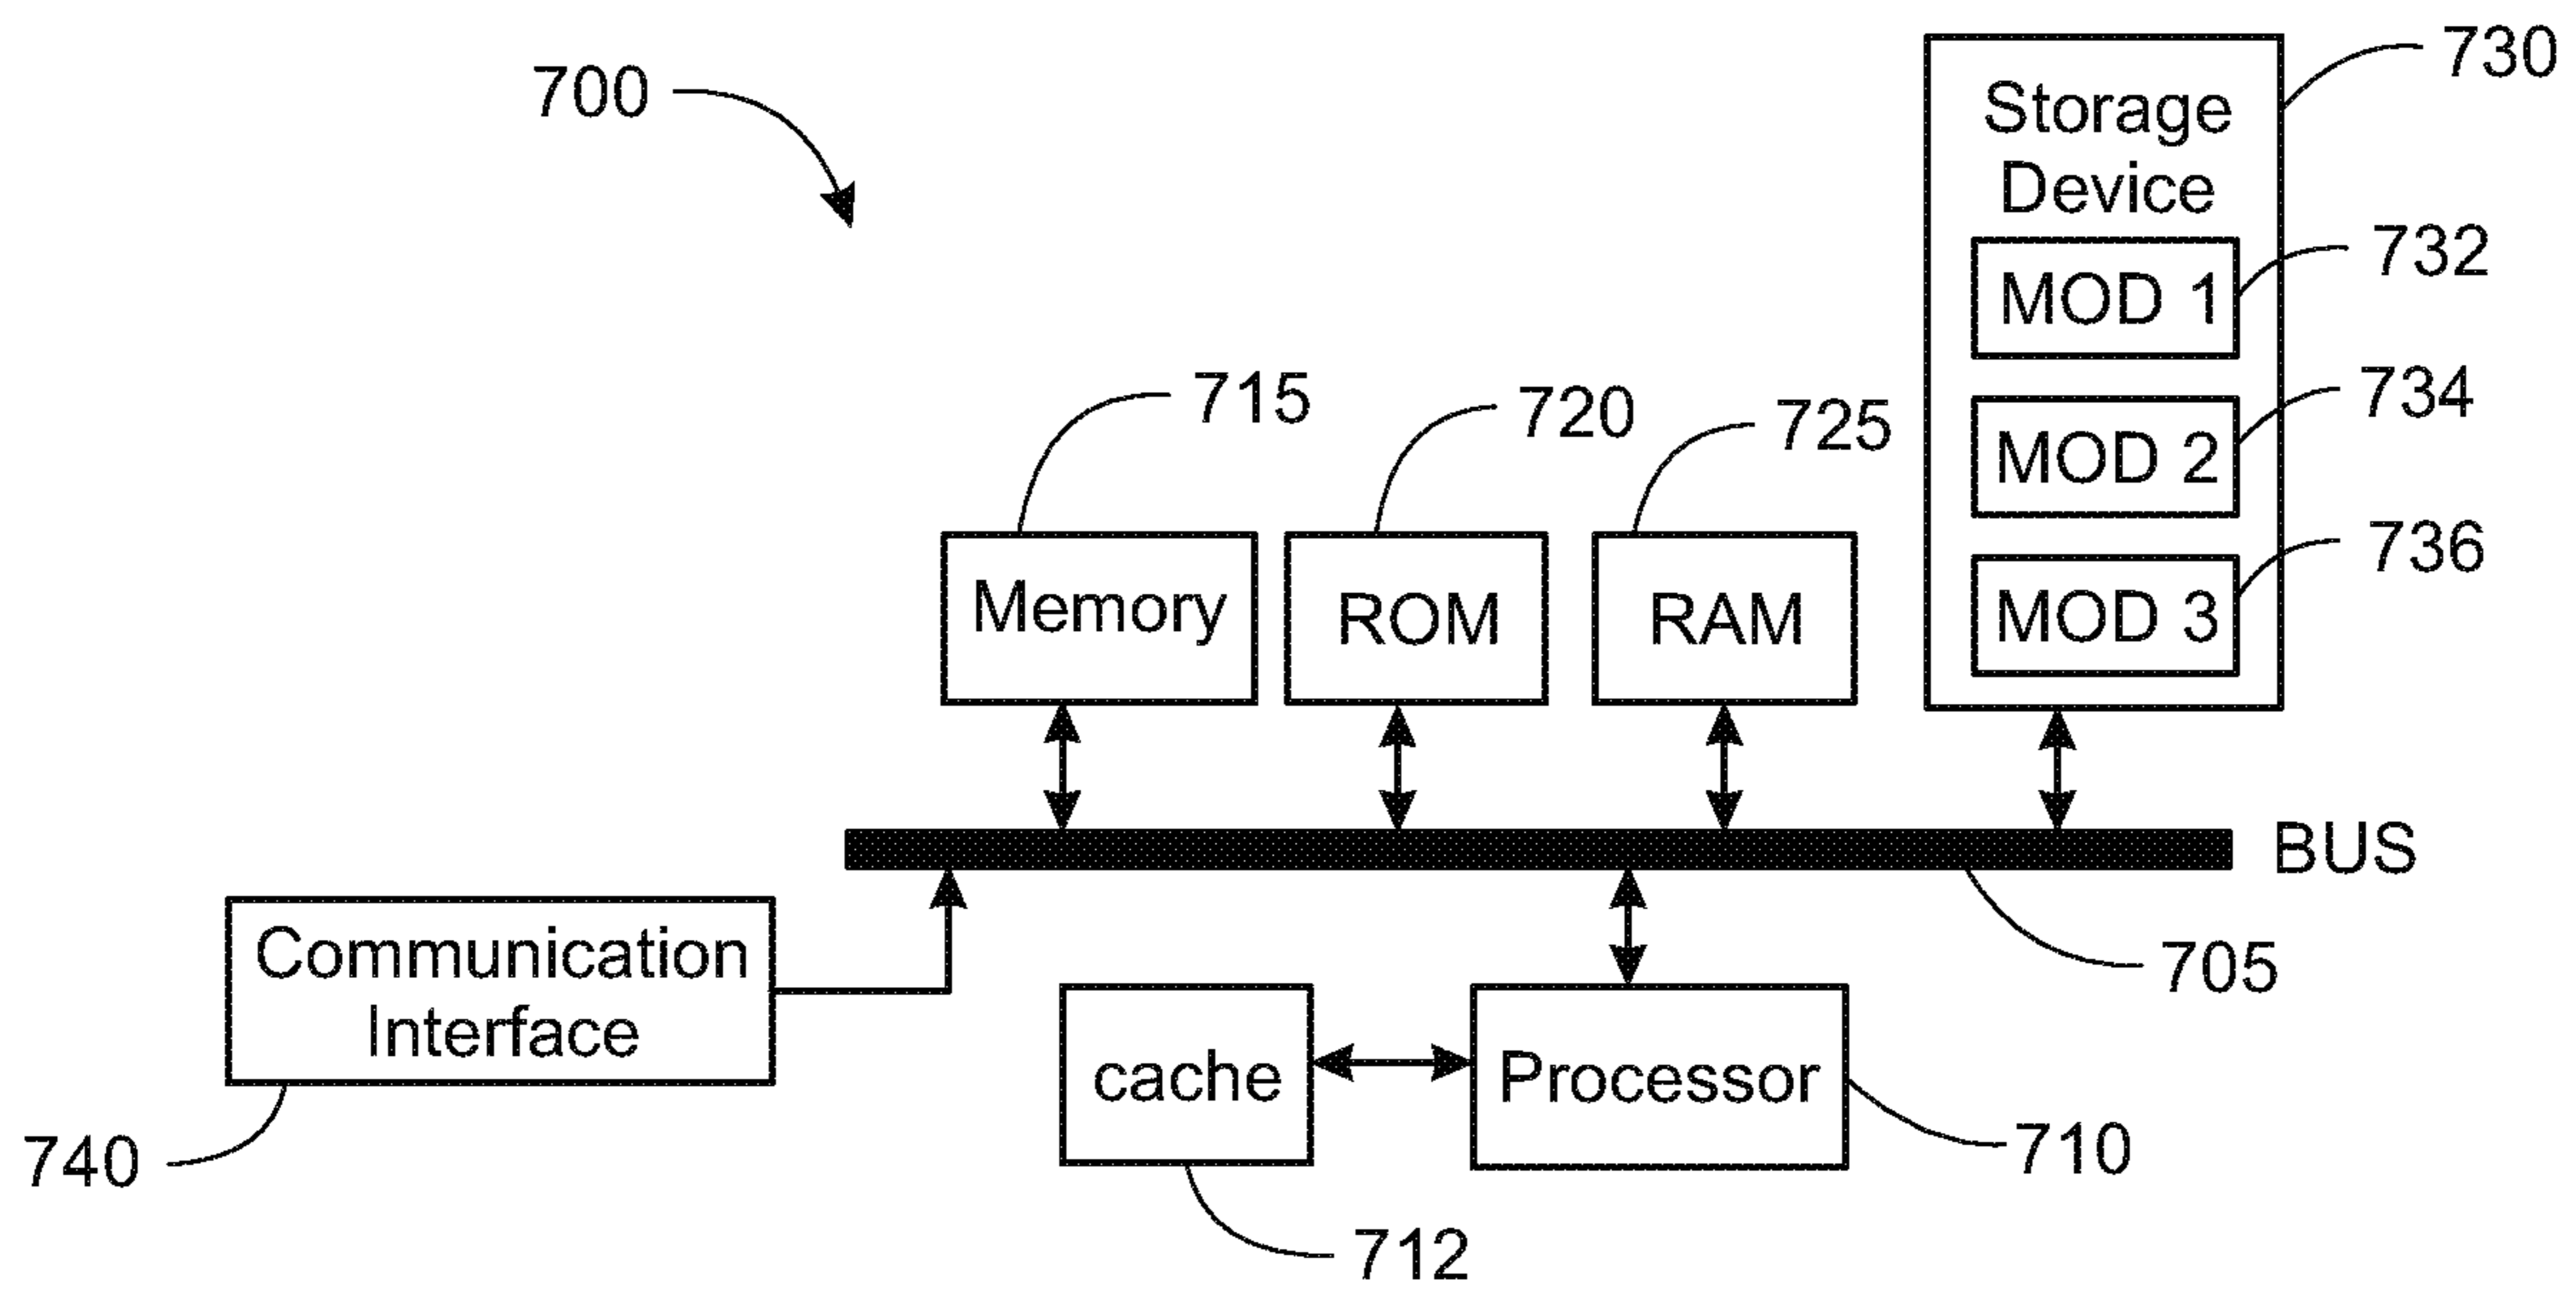 700
730
Storage
Device
732
MOD 1
734
MOD 2
736
MOD 3
715
720
725
Memory
ROM
RAM
BUS
705
Communication
Interface
740
cache
Processor
710
712